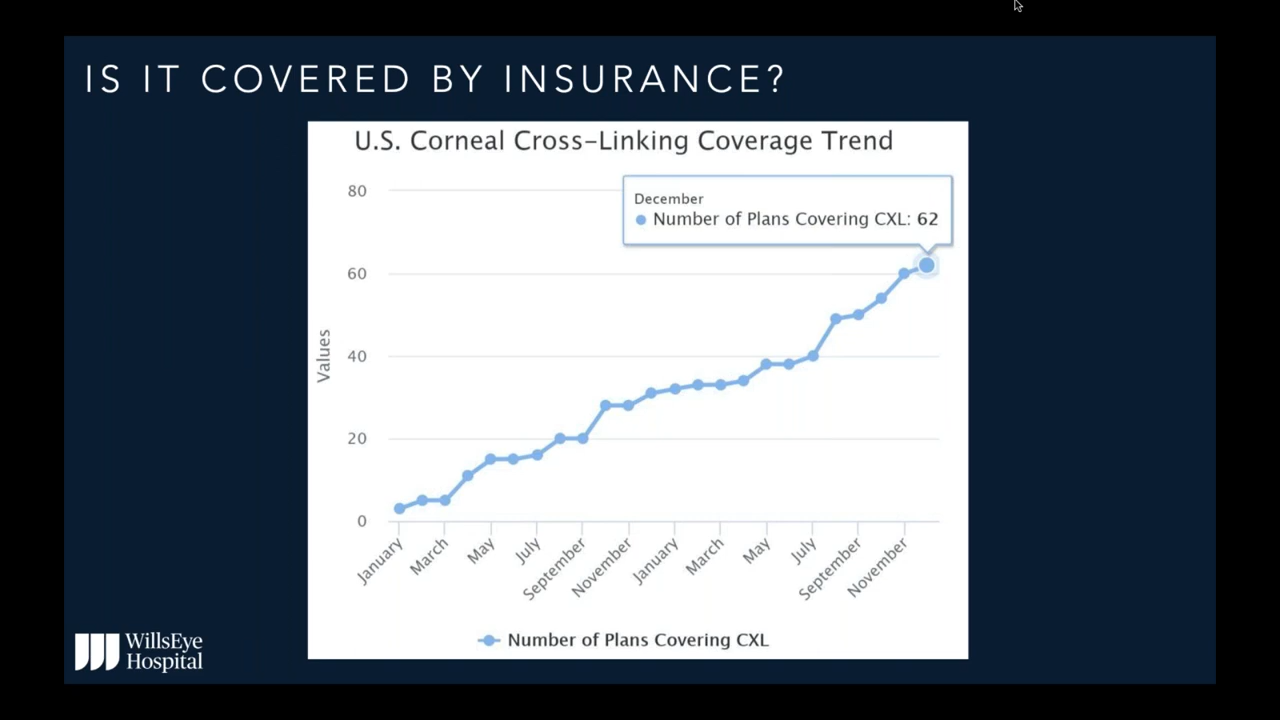 IS IT COVERED BY INSURANCE?
U.S. Corneal Cross-Linking Coverage Trend
December
Number of Plans Covering CXL: 62
80
60
40
20
0
Values
January
March
May
July
September
November
January
March
May
July
September
November
Number of Plans Covering CXL
WillsEye
Hospital